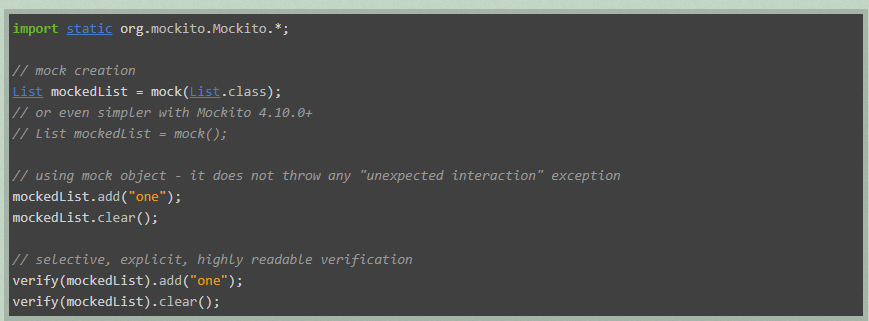 import static org.mockito.Mockito.*;
// mock creation
List mockedList = mock(List.class);
// or even simpler with Mockito 4.10.0+
// List mockedList = mock();
// using mock object - it does not throw any "unexpected interaction" exception
mockedList.add("one");
mockedList.clear();
// selective, explicit, highly readable verification
verify(mockedList).add("one");
verify(mockedList).clear();